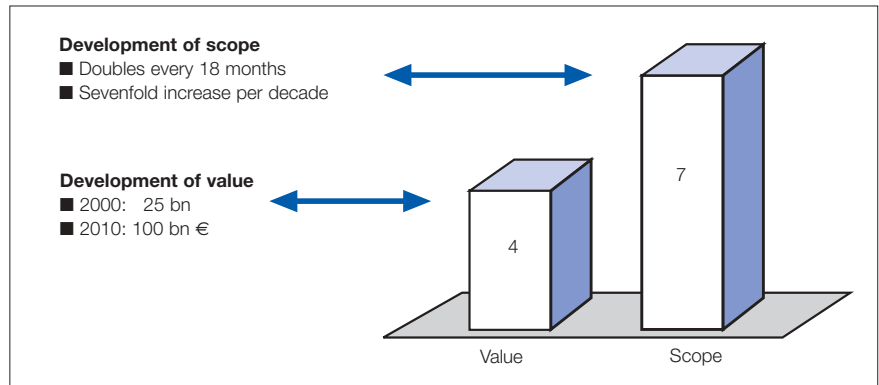 Development of scope
■ Doubles every 18 months
■ Sevenfold increase per decade
Development of value
■ 2000: 25 bn
■ 2010: 100 bn €
4
7
Value
Scope